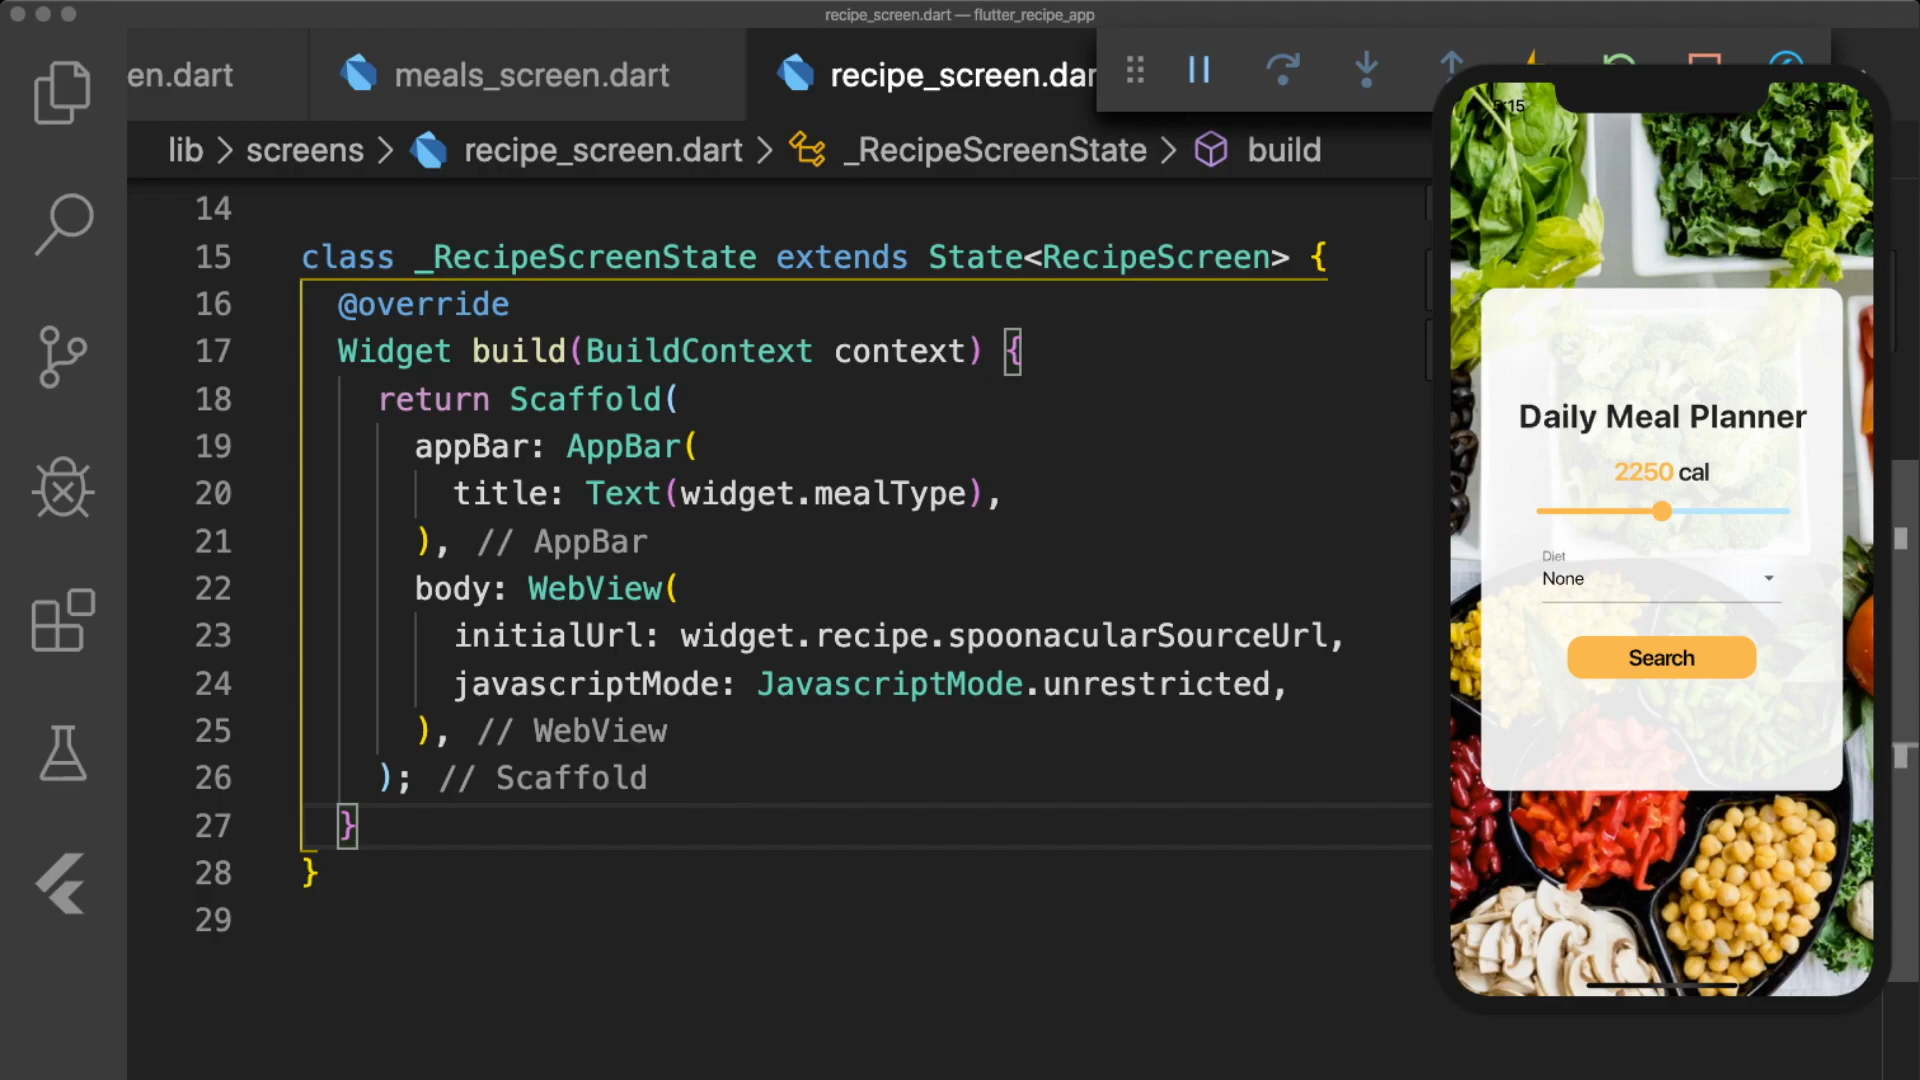 recipe_screen.dart — flutter_recipe_app
en.dart
meals_screen.dart
recipe_screen.dar
lib > screens > recipe_screen.dart > _RecipeScreenState > build
14
15 class _RecipeScreenState extends State<RecipeScreen> {
16 @override
17 Widget build(BuildContext context) {
18 return Scaffold(
19 appBar: AppBar(
20 title: Text(widget.mealType),
21 ), // AppBar
22 body: WebView(
23 initialUrl: widget.recipe.spoonacularSourceUrl,
24 javascriptMode: JavascriptMode.unrestricted,
25 ), // WebView
26 ); // Scaffold
27 }
28 }
29
Daily Meal Planner
2250 cal
Diet
None
Search